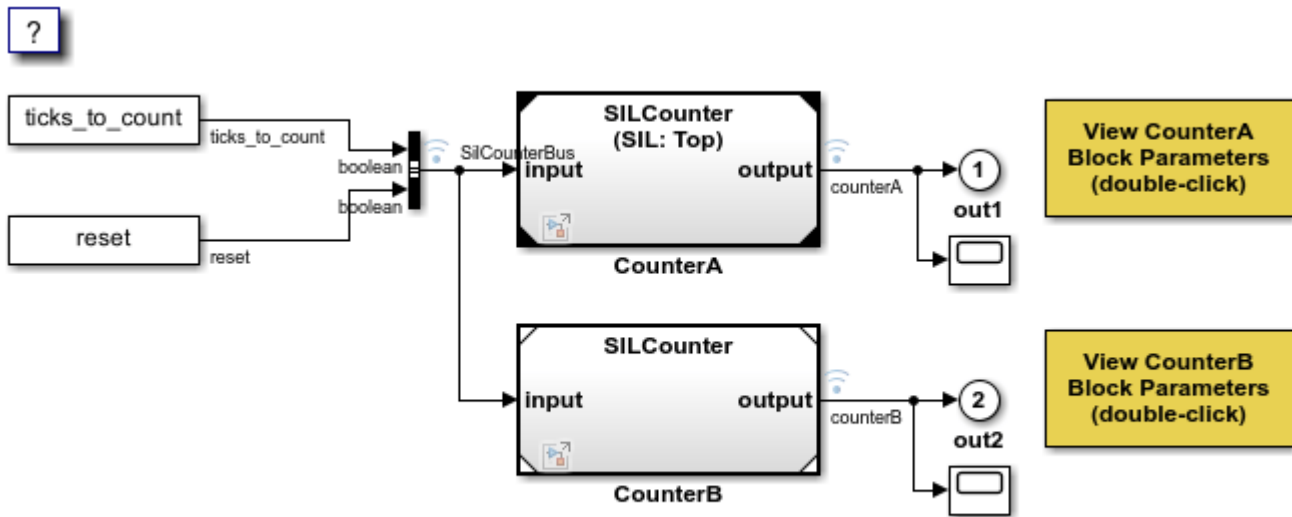 ?
ticks_to_count
ticks_to_count
boolean
SilCounterBus
boolean
reset
reset
SILCounter
(SIL: Top)
input
output
CounterA
counterA
1
out1
View CounterA
Block Parameters
(double-click)
SILCounter
input
output
CounterB
counterB
2
out2
View CounterB
Block Parameters
(double-click)